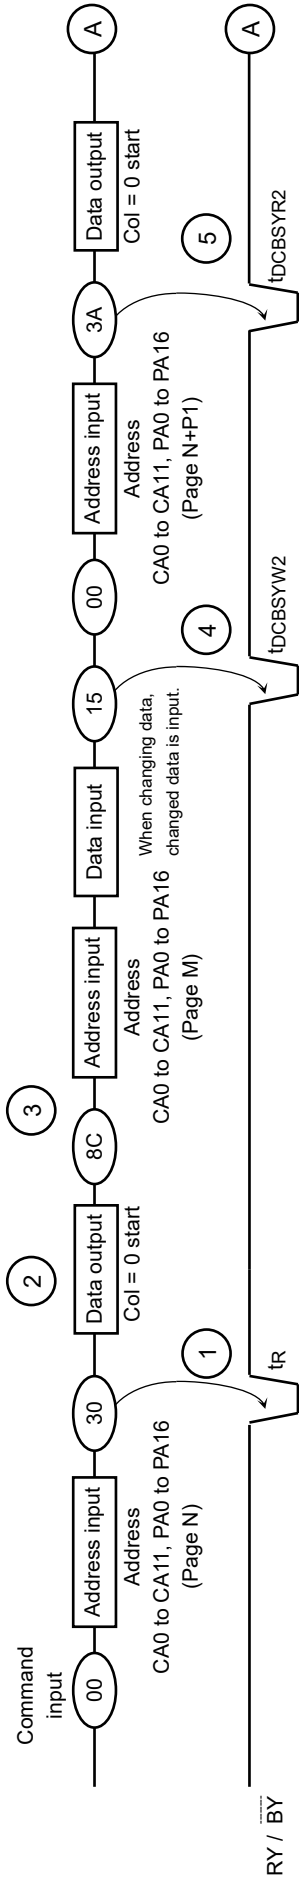 Command
input
00
Address input
Address
CA0 to CA11, PA0 to PA16
(Page N)
30
2
Data output
Col = 0 start
3
8C
Address input
Address
CA0 to CA11, PA0 to PA16
(Page M)
Data input
When changing data,
changed data is input.
15
00
Address input
Address
CA0 to CA11, PA0 to PA16
(Page N+P1)
3A
Data output
Col = 0 start
A
RY / BY
1
tR
4
tDCBSYW2
5
tDCBSYR2
A